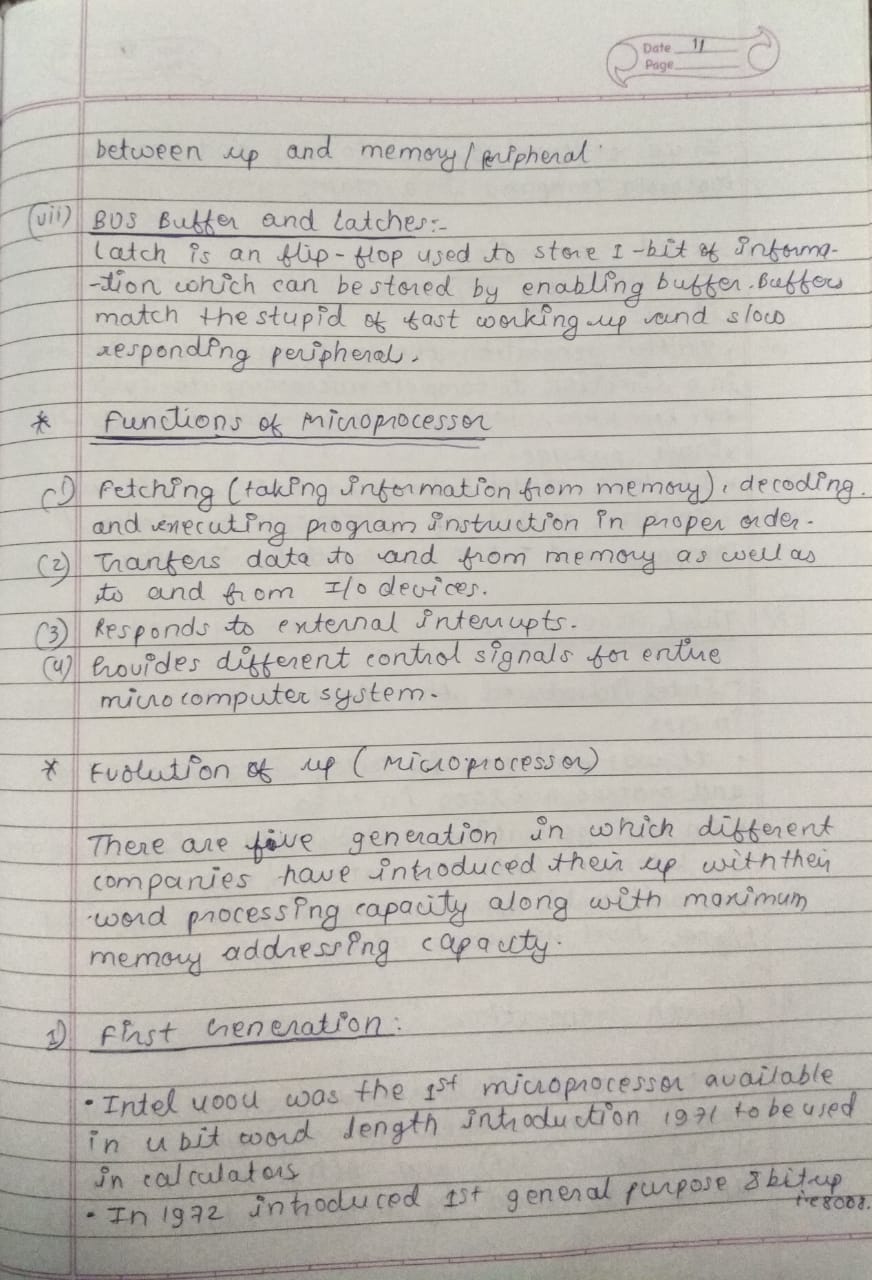 Date 11
Page
between up and memory/peripheral.
(vii) BUS Buffer and Latches:-
Latch is an flip-flop used to store 1-bit of informa-
-tion which can be stored by enabling buffer. Buffers
match the stupid of fast working up and slow
responding peripheral.
* Functions of Microprocessor
(1) Fetching (taking information from memory), decoding.
and executing program instruction in proper order.
(2) Tranfers data to and from memory as well as
to and from I/O devices.
(3) Responds to external interrupts.
(4) Provides different control signals for entire
microcomputer system.
* Evolution of up (Microprocessor)
There are five generation in which different
companies have introduced their up with their
word processing capacity along with maximum
memory addressing capacity.
1) First Generation:
• Intel 4004 was the 1st microprocessor available
in 4 bit word length introduction 1971 to be used
in calculators
• In 1972 introduced 1st general purpose 8 bit up
i.e 8008.